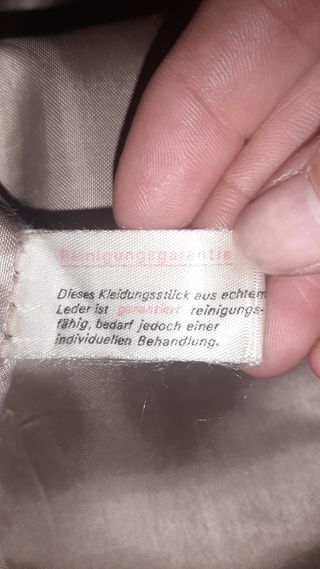 Reinigungsgarantie
Dieses Kleidungsstück aus echtem
Leder ist garantiert reinigungs-
fähig, bedarf jedoch einer
individuellen Behandlung.